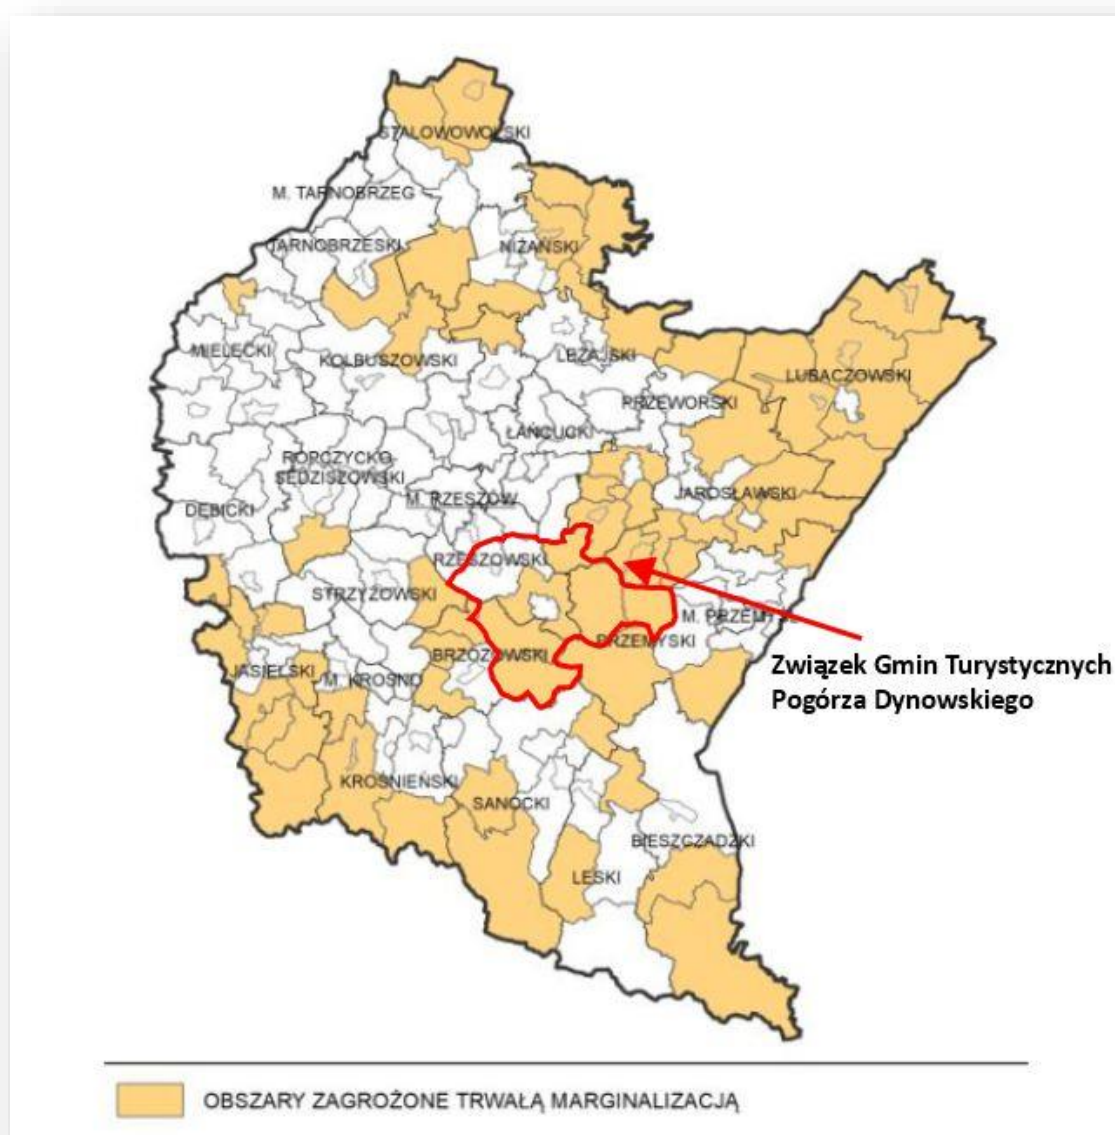 STALOWOWOLSKI
M. TARNOBRZEG
TARNOBRZESKI
NIŻAŃSKI
MIELECKI
KOLBUSZOWSKI
LEŻAJSKI
LUBACZOWSKI
PRZEWORSKI
ŁAŃCUCKI
ROPCZYCKO-
SĘDZISZOWSKI
M. RZESZÓW
JAROSŁAWSKI
DĘBICKI
RZESZOWSKI
STRZYŻOWSKI
M. PRZEMYŚL
PRZEMYSKI
BRZOZOWSKI
JASIELSKI
M. KROSNO
Związek Gmin Turystycznych
Pogórza Dynowskiego
KROŚNIEŃSKI
SANOCKI
BIESZCZADZKI
LESKI
OBSZARY ZAGROŻONE TRWAŁĄ MARGINALIZACJĄ